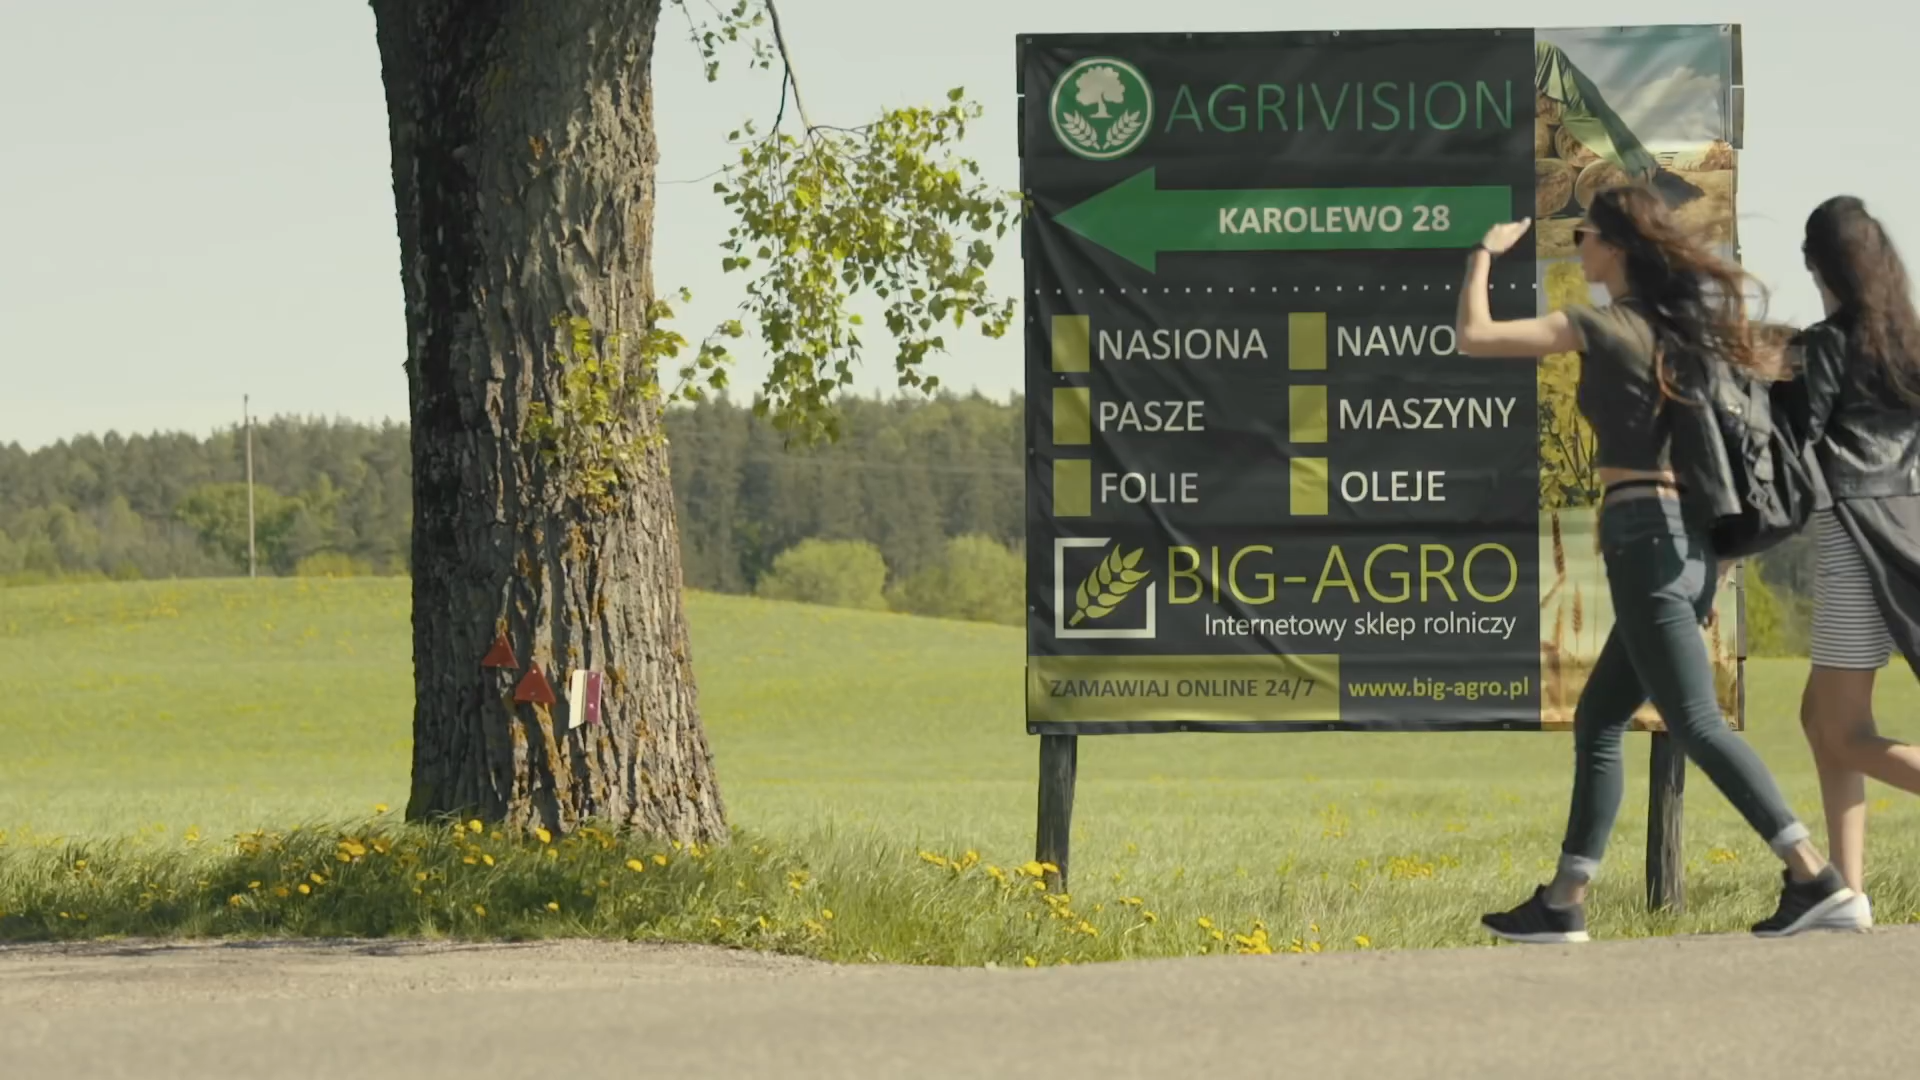 AGRIVISION
KAROLEWO 28
NASIONA
PASZE
MASZYNY
FOLIE
OLEJE
BIG-AGRO
Internetowy sklep rolniczy
ZAMAWIAJ ONLINE 24/7
www.big-agro.pl